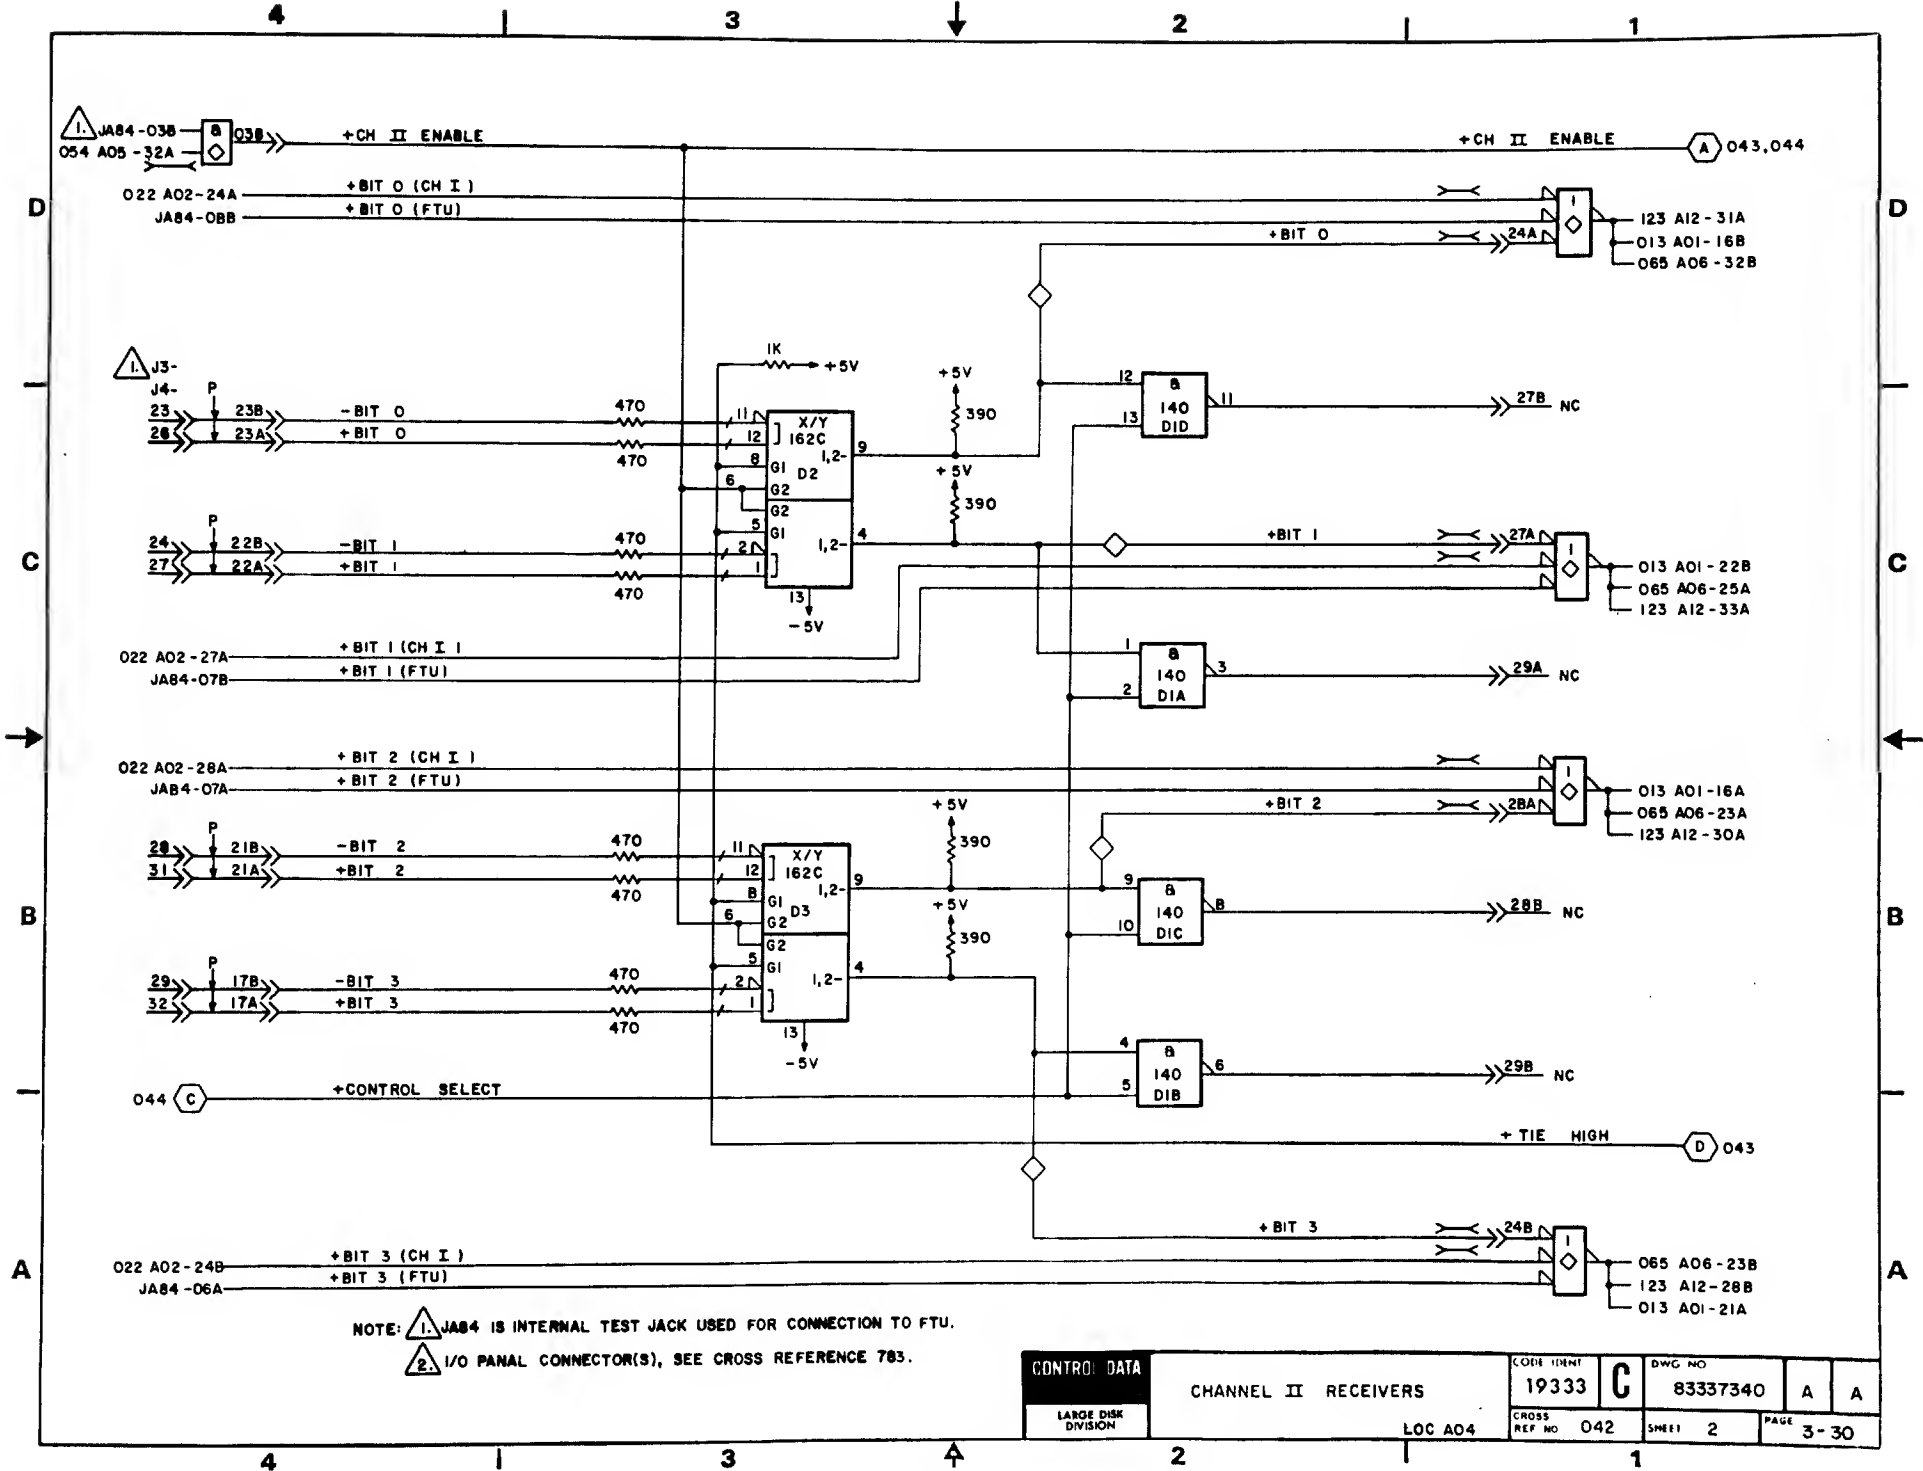 4 3 2 1
1. JA84-03B & 03B +CH II ENABLE +CH II ENABLE A 043,044
054 A05-32A
022 A02-24A +BIT 0 (CH I) 1 123 A12-31A
D JA84-08B +BIT 0 (FTU) 013 A01-16B D
+BIT 0 24A 065 A06-32B
1K +5V
1. J3-
J4- P +5V 390
23 23B -BIT 0 470 11 X/Y 12 & 11 27B NC
26 23A +BIT 0 470 12 162C 1,2- 9 13 140 D1D
8 G1 D2
6 G2
+5V 390
G2
5 G1
24 P 22B -BIT 1 470 2 1,2- 4 +BIT 1 27A 1
C 27 22A +BIT 1 470 1 013 A01-22B C
065 A06-25A
13 -5V 123 A12-33A
022 A02-27A +BIT 1 (CH I ) 1 & 3 29A NC
JA84-07B +BIT 1 (FTU) 2 140 D1A
022 A02-28A +BIT 2 (CH I ) 1
JA84-07A +BIT 2 (FTU) 013 A01-16A
+5V +BIT 2 28A 065 A06-23A
390 123 A12-30A
28 P 21B -BIT 2 470 11 X/Y
31 21A +BIT 2 470 12 162C 1,2- 9 9 & 8 28B NC
B 8 G1 D3 +5V 10 140 D1C B
6 G2 390
G2
5 G1
29 P 17B -BIT 3 470 2 1,2- 4
32 17A +BIT 3 470 1
13 -5V 4 & 6 29B NC
044 C +CONTROL SELECT 5 140 D1B
+ TIE HIGH D 043
+BIT 3 24B 1
A 022 A02-24B +BIT 3 (CH I ) 065 A06-23B A
JA84-06A +BIT 3 (FTU) 123 A12-28B
013 A01-21A
NOTE: 1. JA84 IS INTERNAL TEST JACK USED FOR CONNECTION TO FTU.
2. I/O PANAL CONNECTOR(S), SEE CROSS REFERENCE 783.
CONTROL DATA
LARGE DISK DIVISION
CHANNEL II RECEIVERS
LOC A04
CODE IDENT 19333 C DWG NO 83337340 A A
CROSS REF NO 042 SHEET 2 PAGE 3-30
4 3 2 1